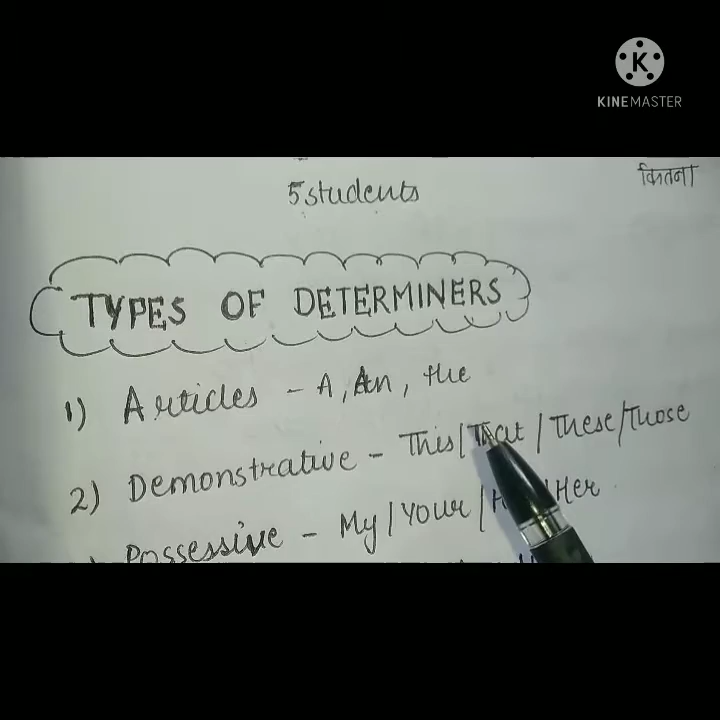 K
KINEMASTER
कितना
5 students
TYPES OF DETERMINERS
1) Articles - A, An, the
2) Demonstrative - This/That/These/Those
Possessive - My/Your/ /Her